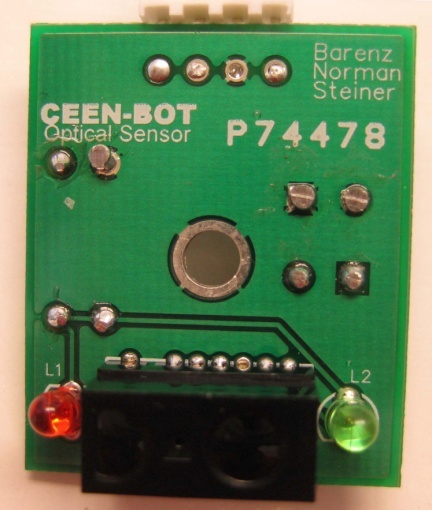 Barenz
Norman
Steiner
CEEN-BOT
Optical Sensor
P74478
L1
L2